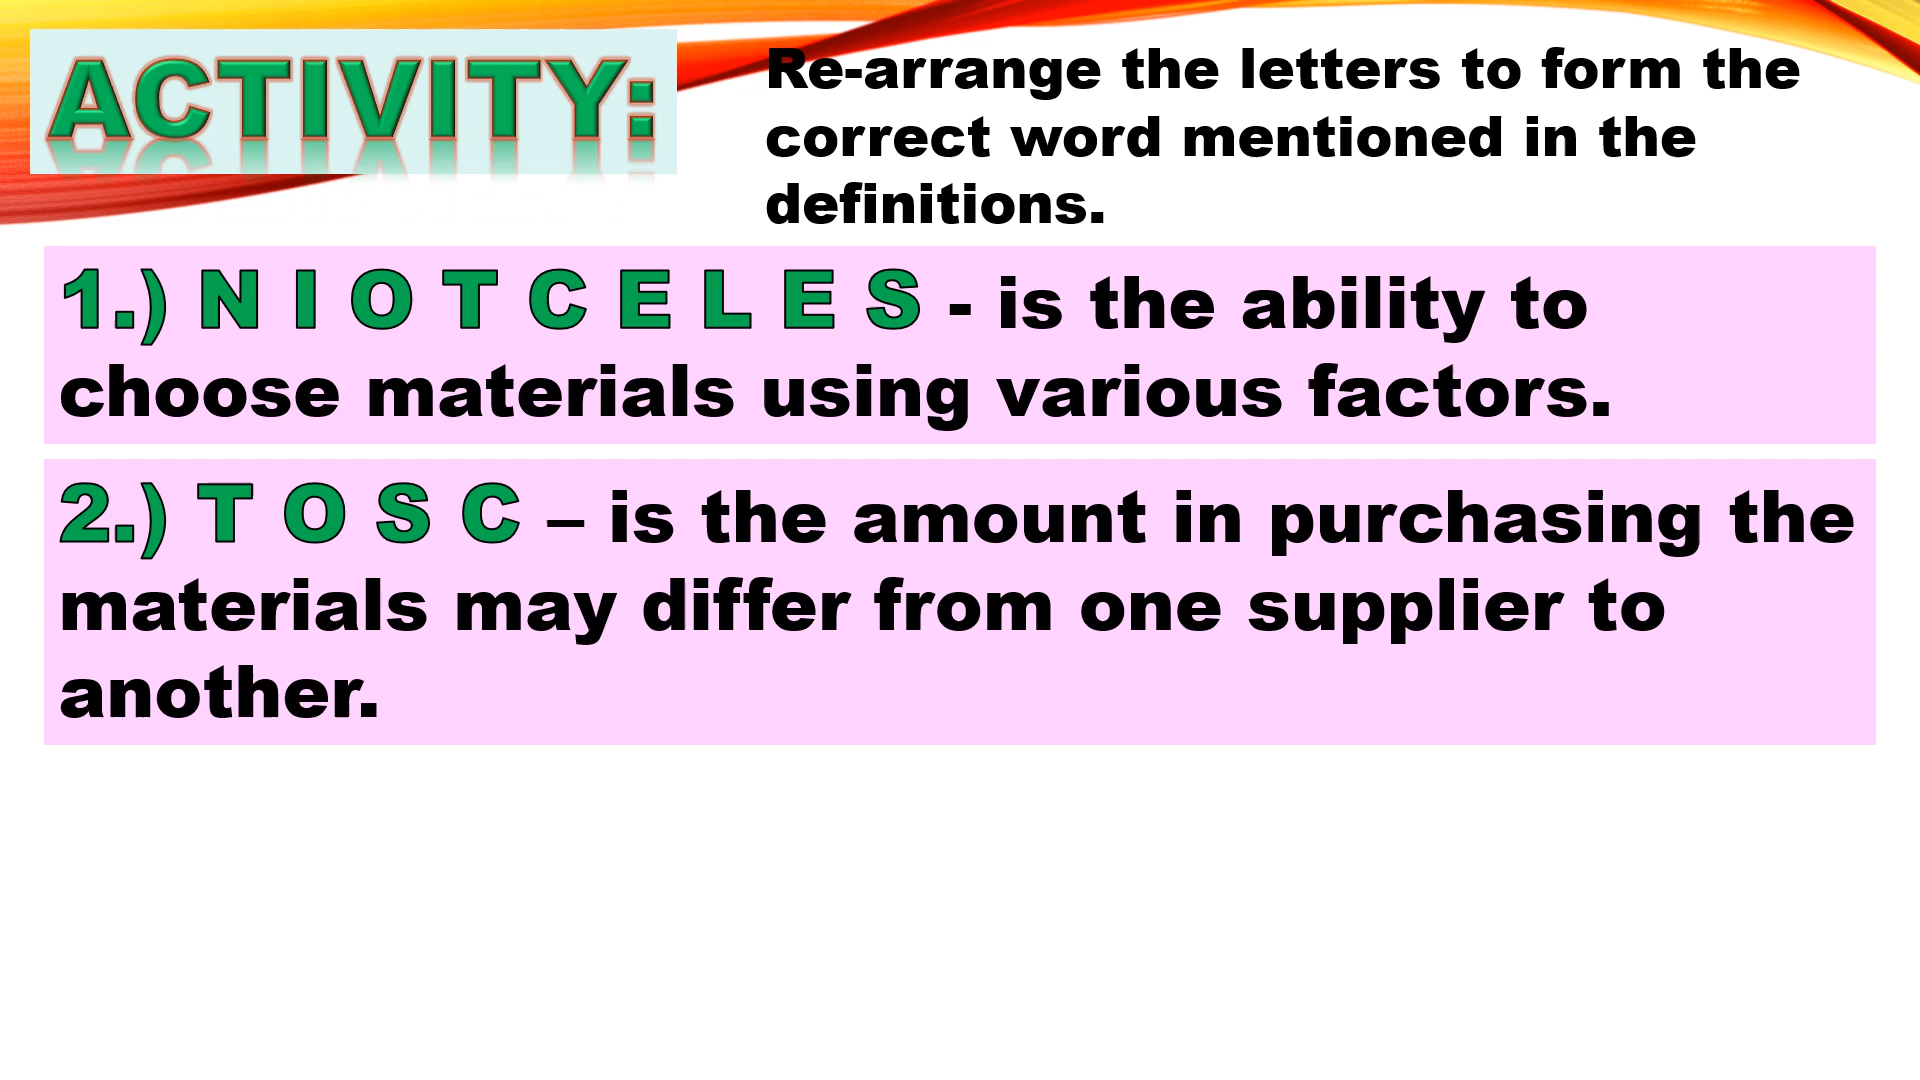 ACTIVITY:
Re-arrange the letters to form the
correct word mentioned in the
definitions.
1.) N I O T C E L E S - is the ability to
choose materials using various factors.
2.) T O S C – is the amount in purchasing the
materials may differ from one supplier to
another.